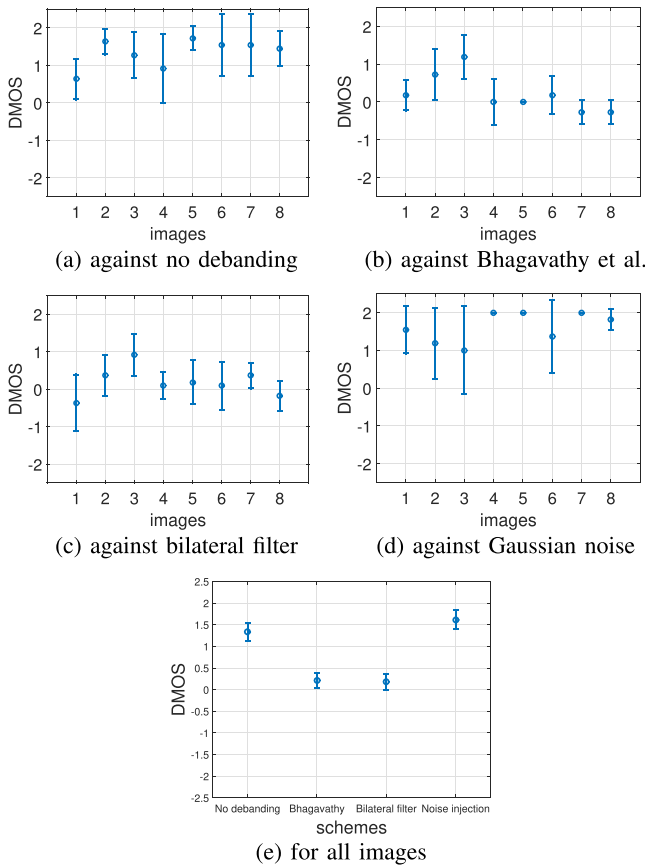 2
1
0
-1
-2
DMOS
1 2 3 4 5 6 7 8
images
(a) against no debanding
2
1
0
-1
-2
DMOS
1 2 3 4 5 6 7 8
images
(b) against Bhagavathy et al.
2
1
0
-1
-2
DMOS
1 2 3 4 5 6 7 8
images
(c) against bilateral filter
2
1
0
-1
-2
DMOS
1 2 3 4 5 6 7 8
images
(d) against Gaussian noise
2.5
2
1.5
1
0.5
0
-0.5
-1
-1.5
-2
-2.5
DMOS
No debanding Bhagavathy Bilateral filter Noise injection
schemes
(e) for all images